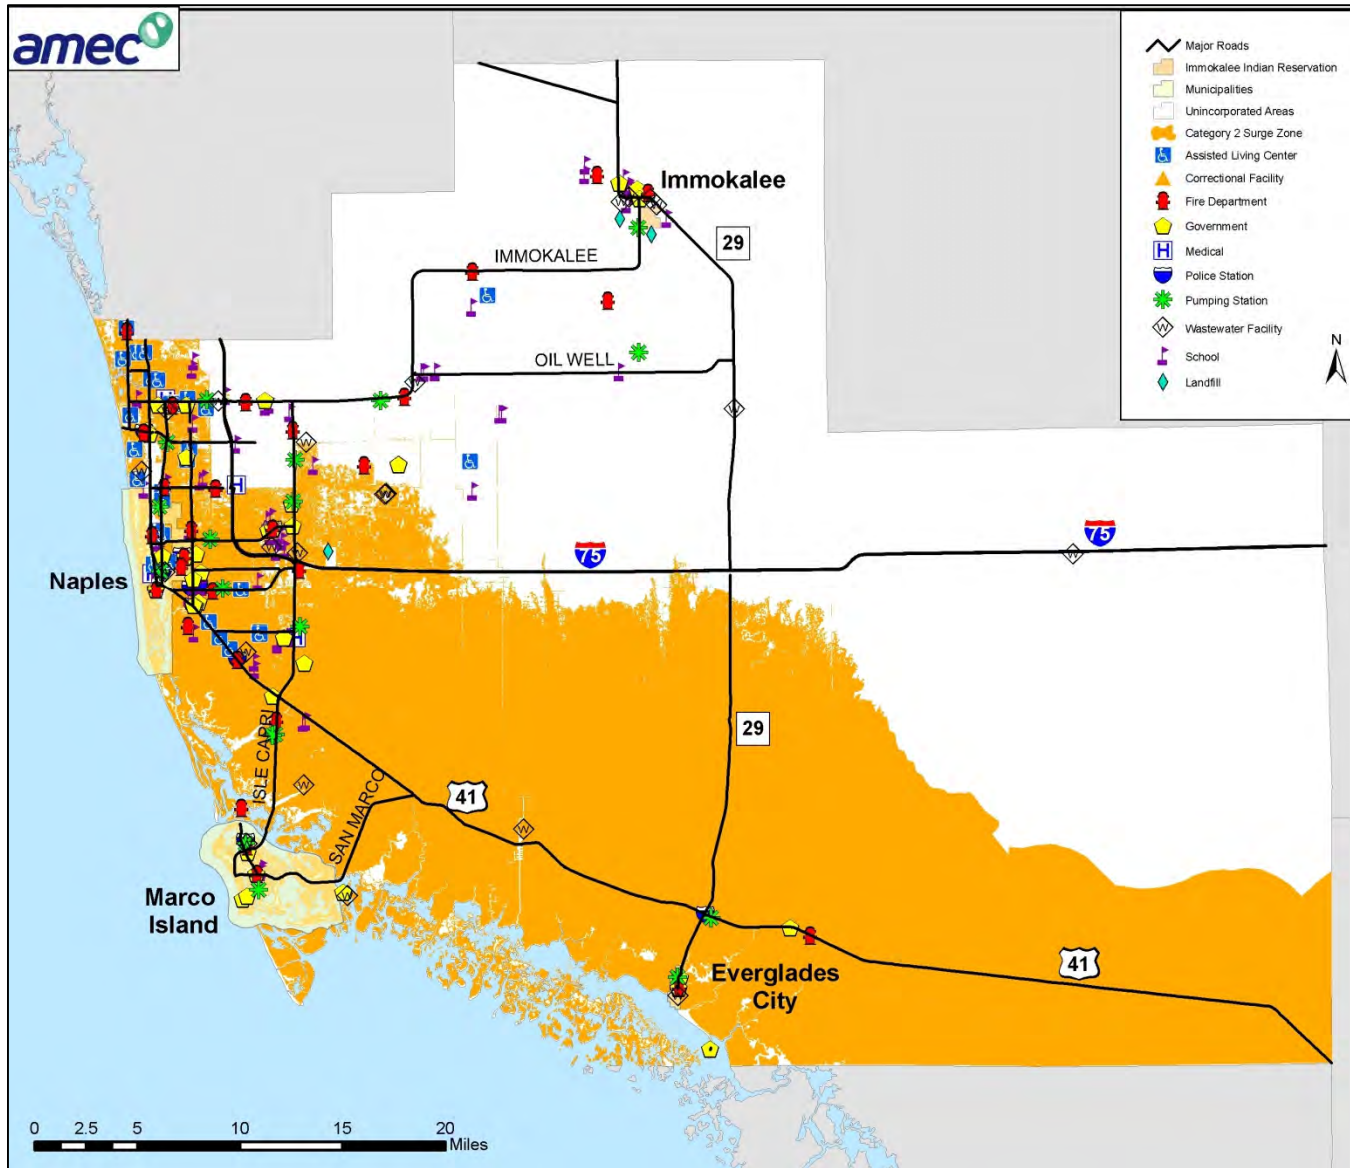 amec
Major Roads
Immokalee Indian Reservation
Municipalities
Unincorporated Areas
Category 2 Surge Zone
Assisted Living Center
Correctional Facility
Fire Department
Government
H Medical
Police Station
Pumping Station
W Wastewater Facility
School
Landfill
N
Immokalee
29
IMMOKALEE
OIL WELL
75
75
Naples
29
ISLE CAPRI
SAN MARCO
41
Marco
Island
Everglades
City
41
0 2.5 5 10 15 20
Miles